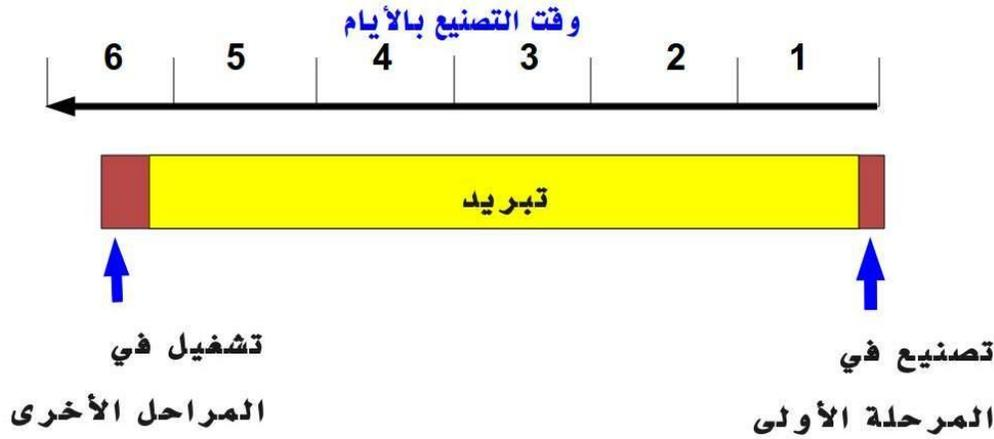 وقت التصنيع بالأيام
1 2 3 4 5 6
تبريد
تصنيع في
المرحلة الأولى
تشغيل في
المراحل الأخرى